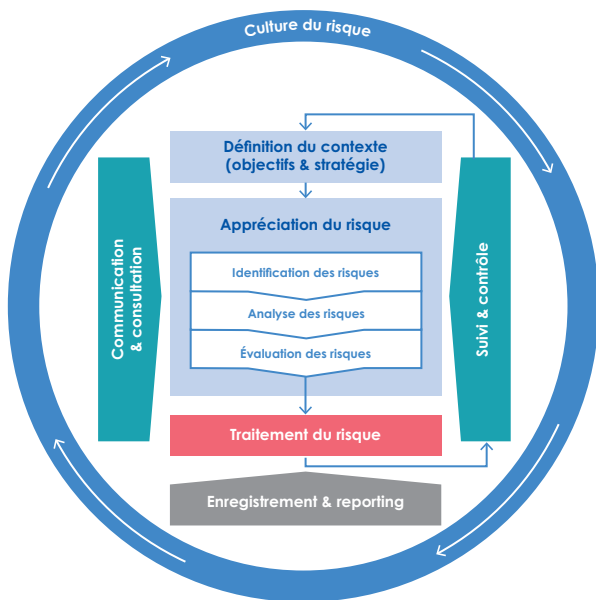 Culture du risque
Définition du contexte
(objectifs & stratégie)
Appréciation du risque
Identification des risques
Analyse des risques
Évaluation des risques
Communication
& consultation
Suivi & contrôle
Traitement du risque
Enregistrement & reporting